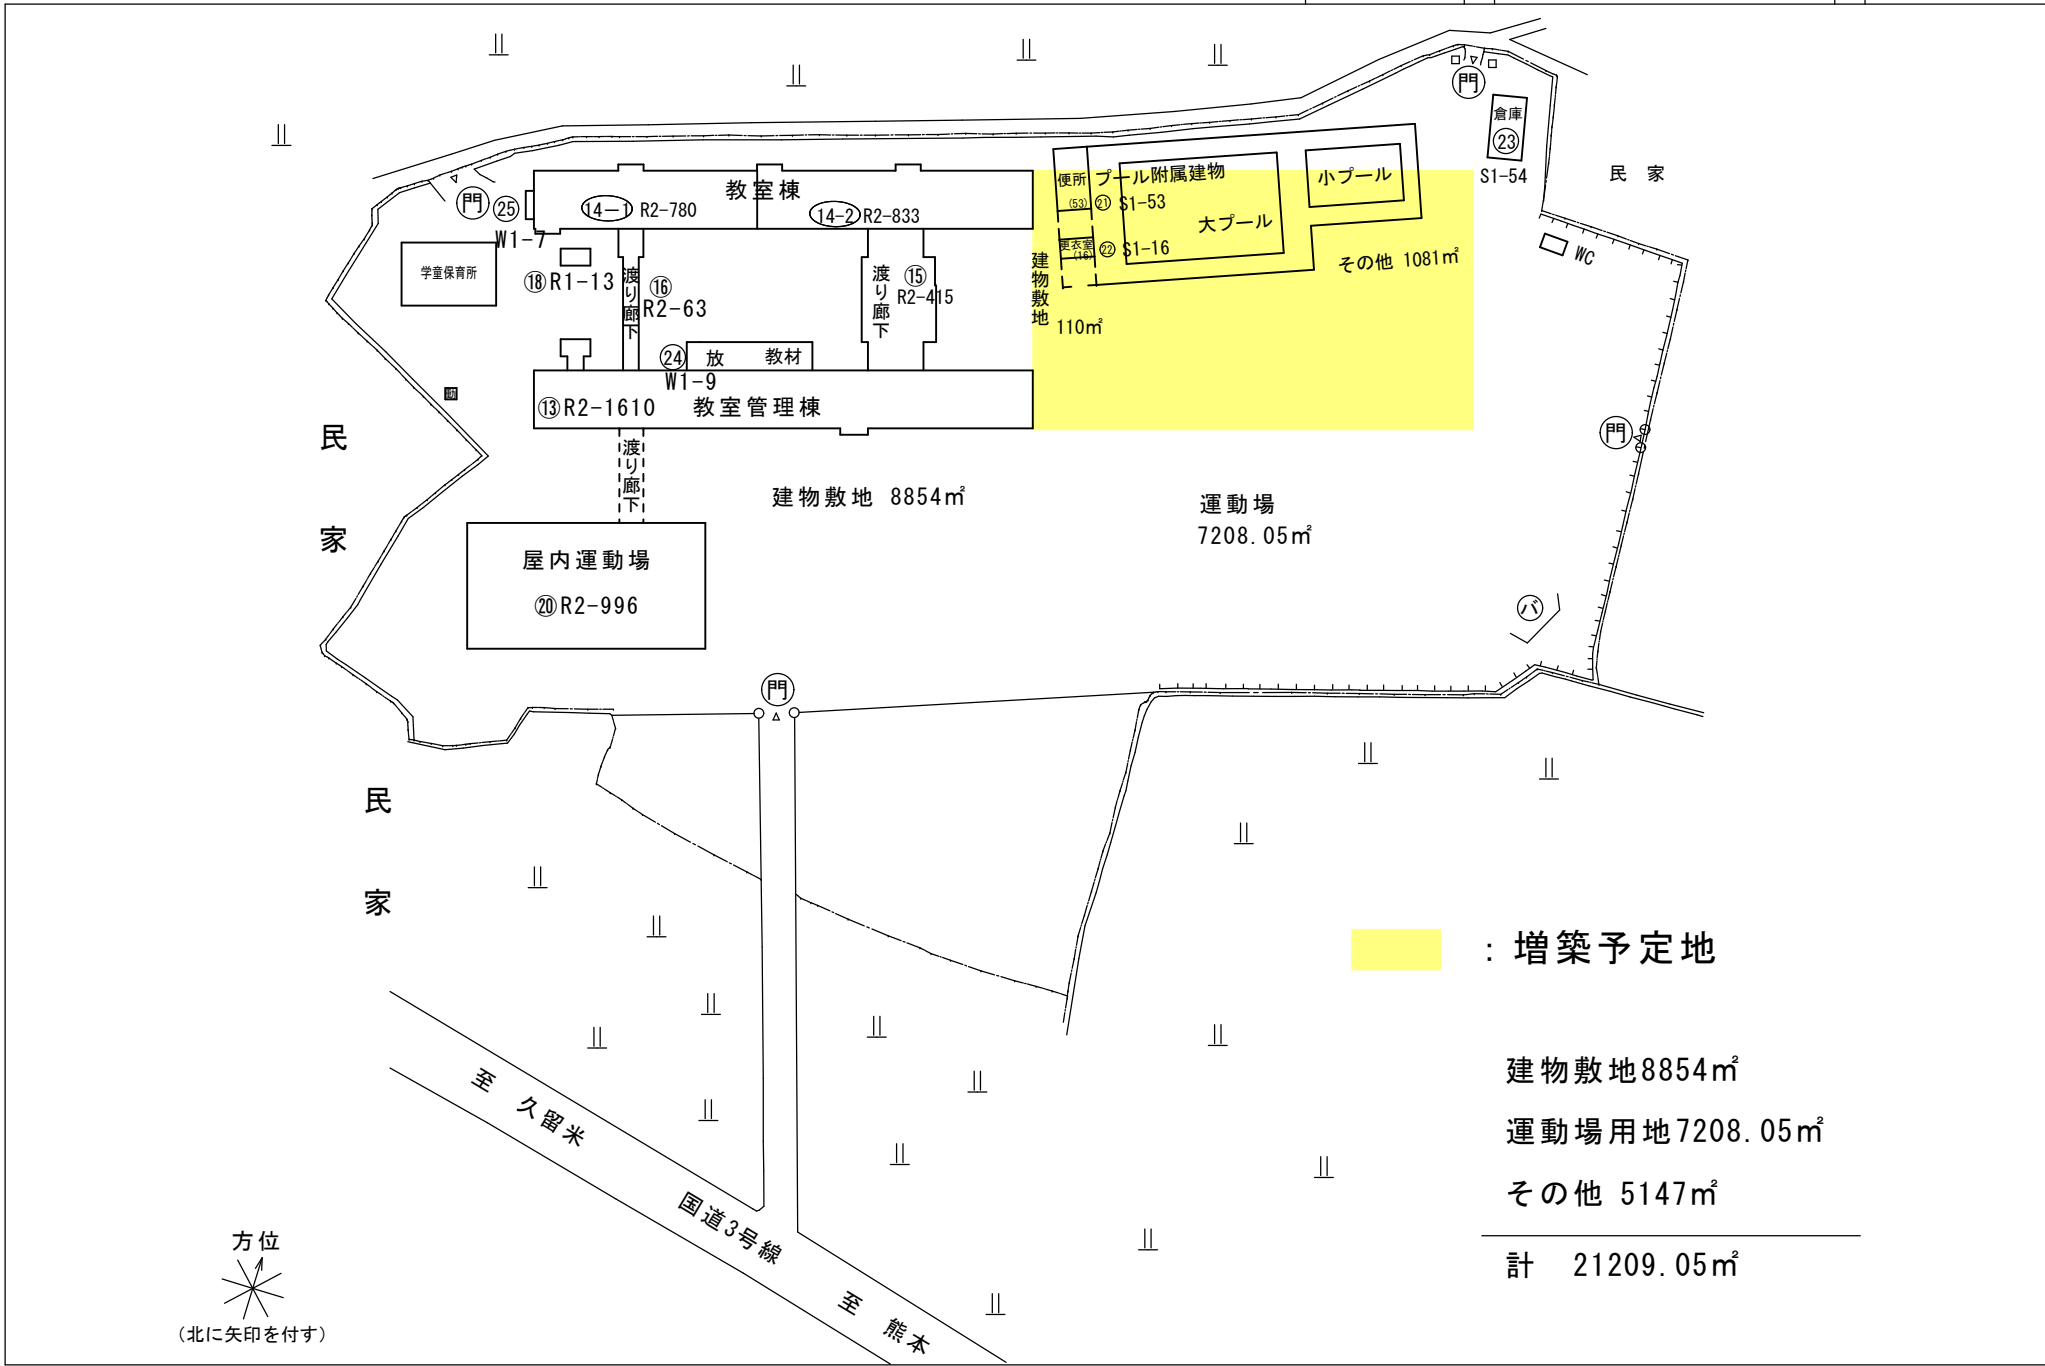 門
倉庫
㉓
S1-54
民 家
教室棟
14-1 R2-780
14-2 R2-833
門
㉕
W1-7
学童保育所
⑱R1-13
渡り廊下
⑯
R2-63
渡り廊下
⑮
R2-415
便所
(53)
プール附属建物
㉑ S1-53
更衣室
(16)
㉒ S1-16
大プール
小プール
その他 1081㎡
建物敷地
110㎡
WC
㉔
W1-9
放 教材
⑬R2-1610 教室管理棟
渡り廊下
門
民家
建物敷地 8854㎡
運動場
7208.05㎡
屋内運動場
⑳R2-996
バ
門
民家
：増築予定地
建物敷地8854㎡
運動場用地7208.05㎡
その他 5147㎡
計 21209.05㎡
至 久留米
国道3号線
至 熊本
方位
(北に矢印を付す)